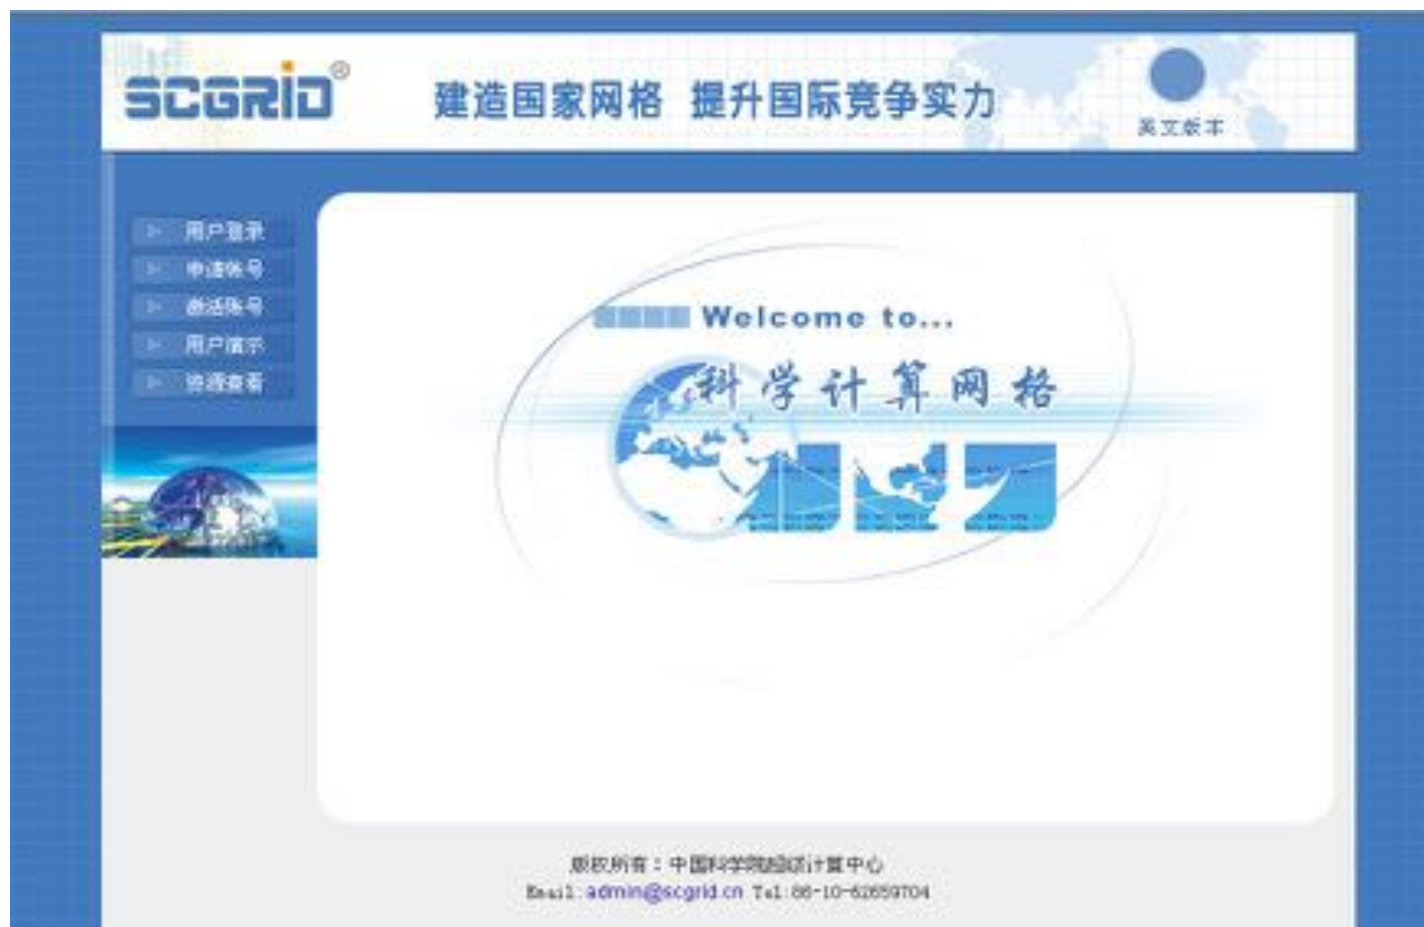 SCGRID®
建造国家网格 提升国际竞争实力
英文版本
用户登录
申请帐号
激活账号
用户演示
资源查看
Welcome to...
科学计算网格
版权所有：中国科学院超级计算中心
Email: admin@scgrid.cn Tel:86-10-62659704